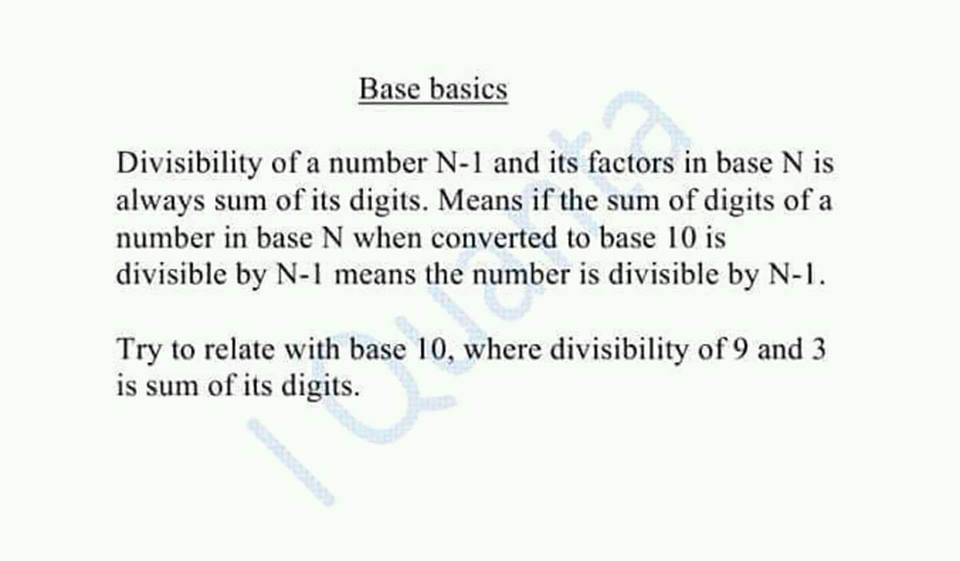 Base basics
Divisibility of a number N-1 and its factors in base N is
always sum of its digits. Means if the sum of digits of a
number in base N when converted to base 10 is
divisible by N-1 means the number is divisible by N-1.
Try to relate with base 10, where divisibility of 9 and 3
is sum of its digits.
I Quanta